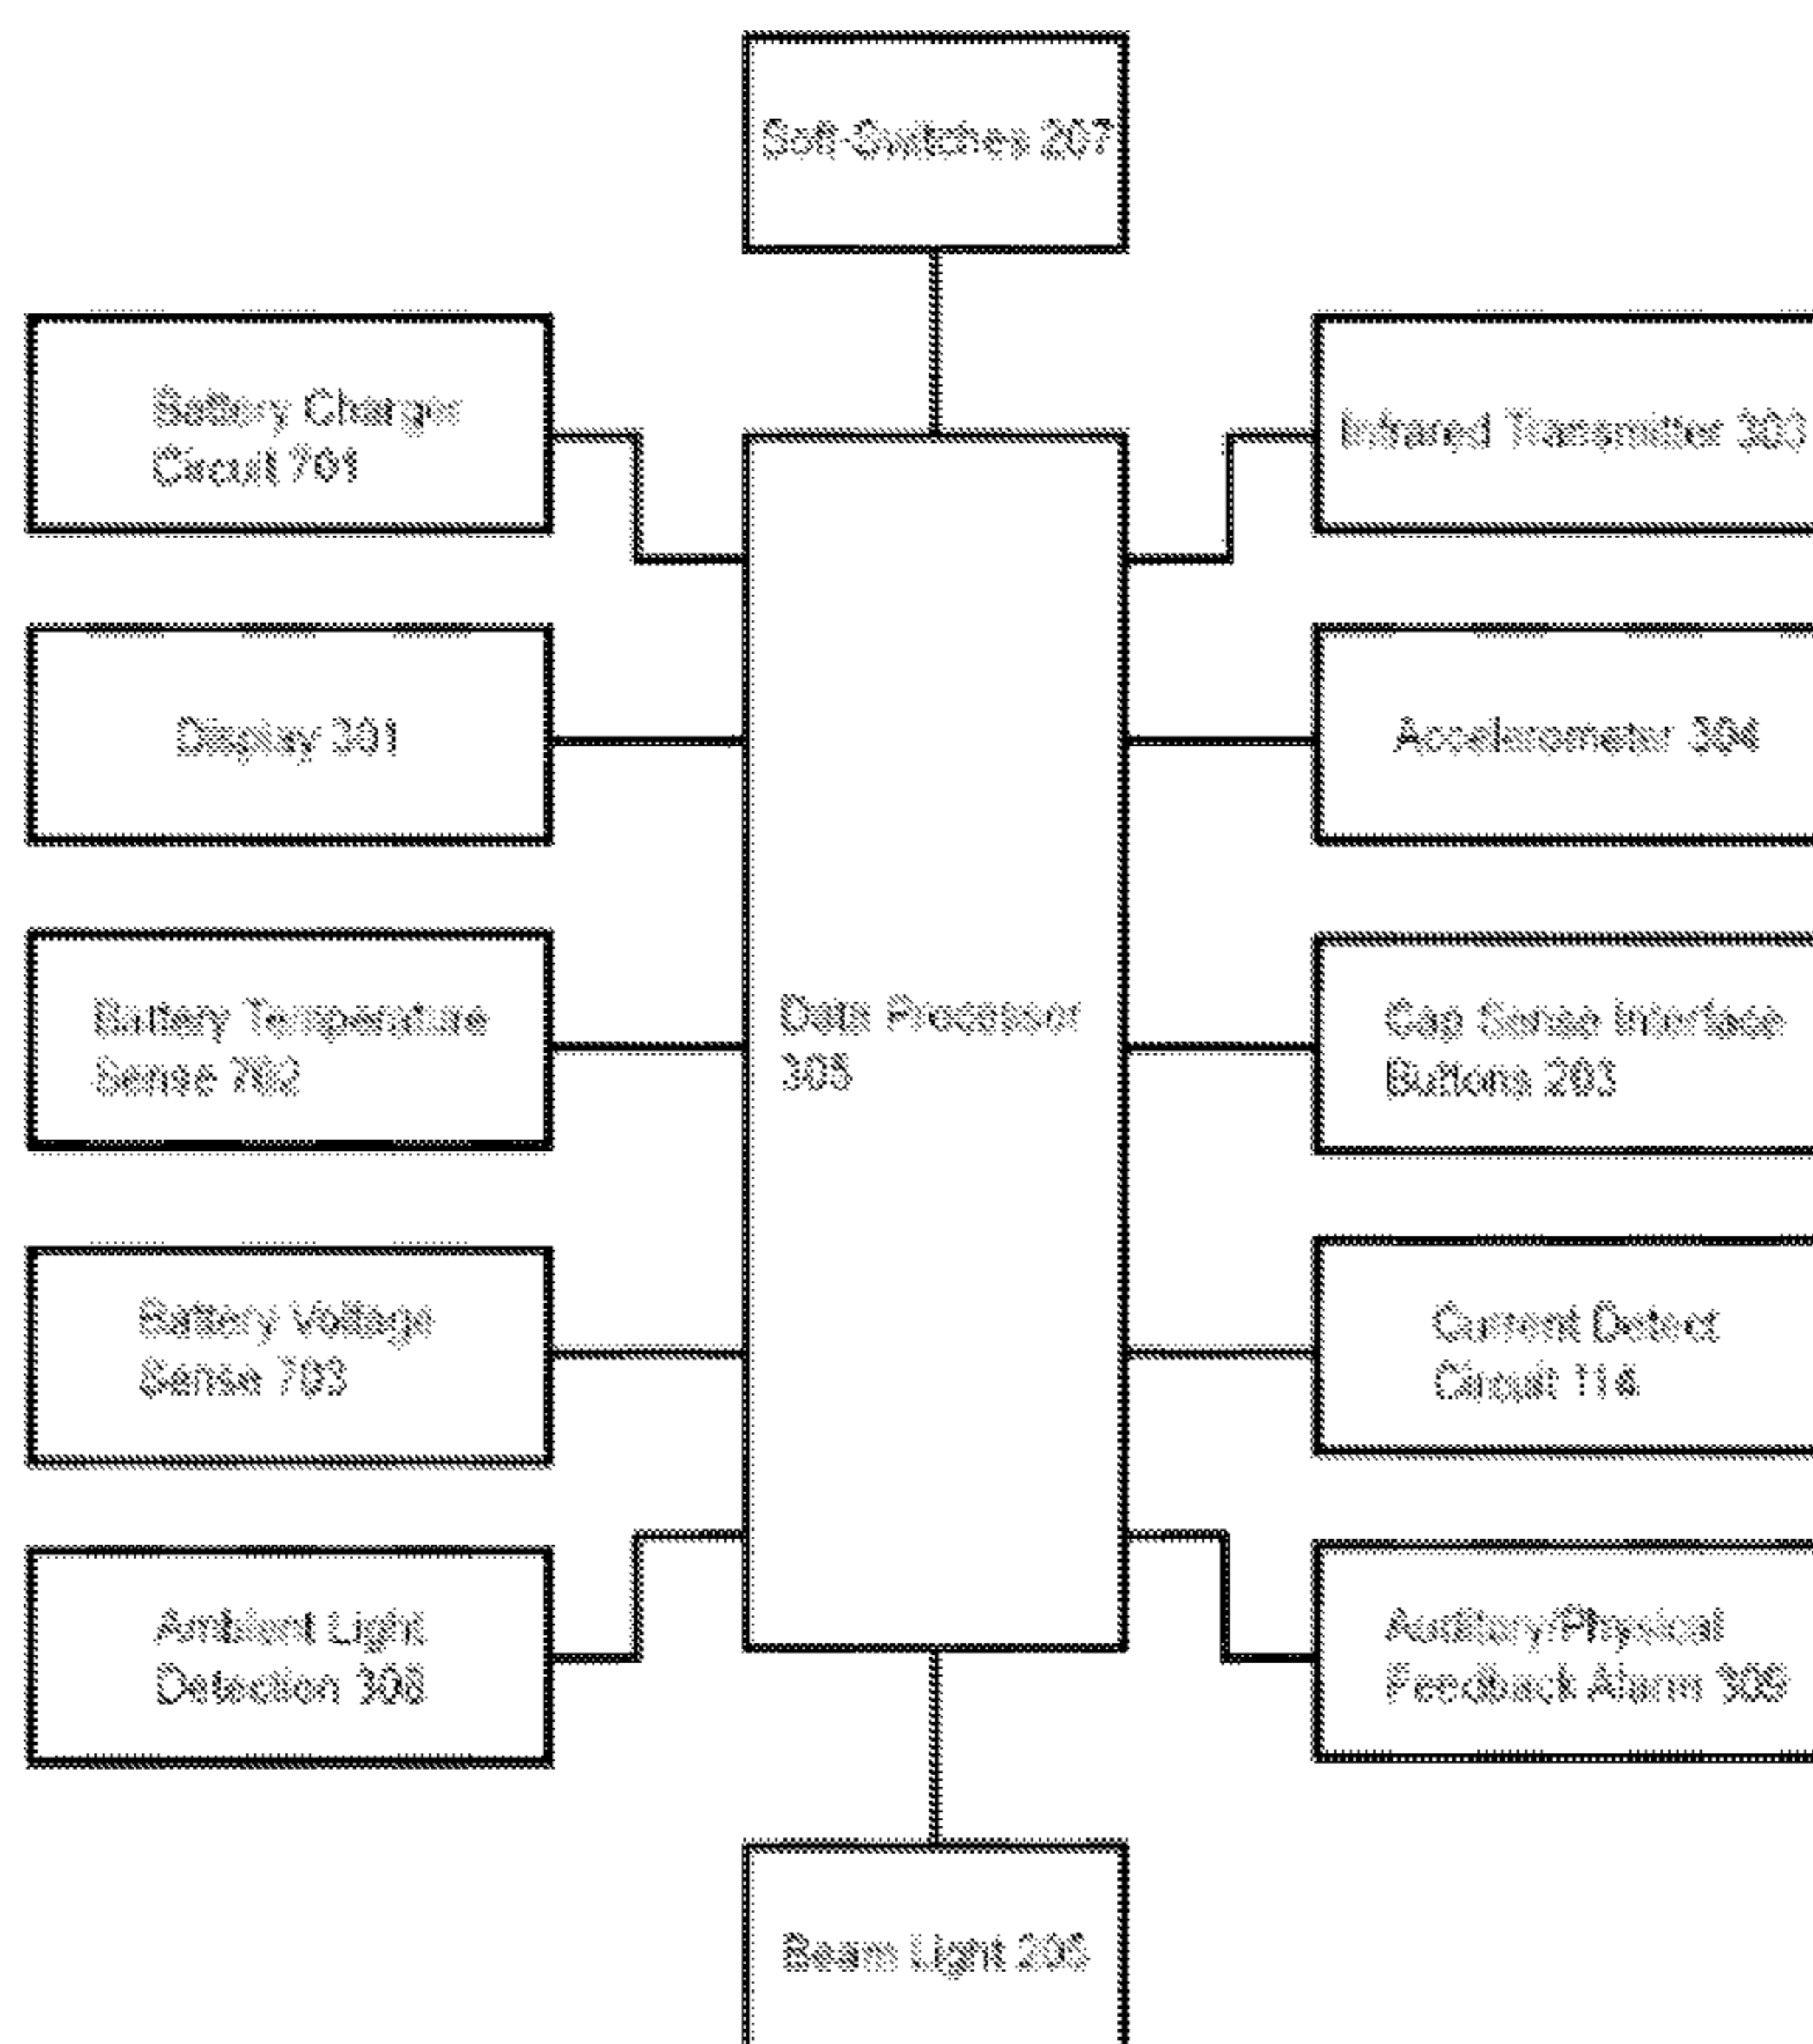 Soft-Switches 207
Battery Charger
Circuit 701
Infrared Transmitter 303
Display 301
Accelerometer 304
Battery Temperature
Sense 702
Data Processor
305
Cap Sense Interface
Buttons 203
Battery Voltage
Sense 703
Current Detect
Circuit
Ambient Light
Detection 308
Auditory/Physical
Feedback Alarm 309
Beam Light 205